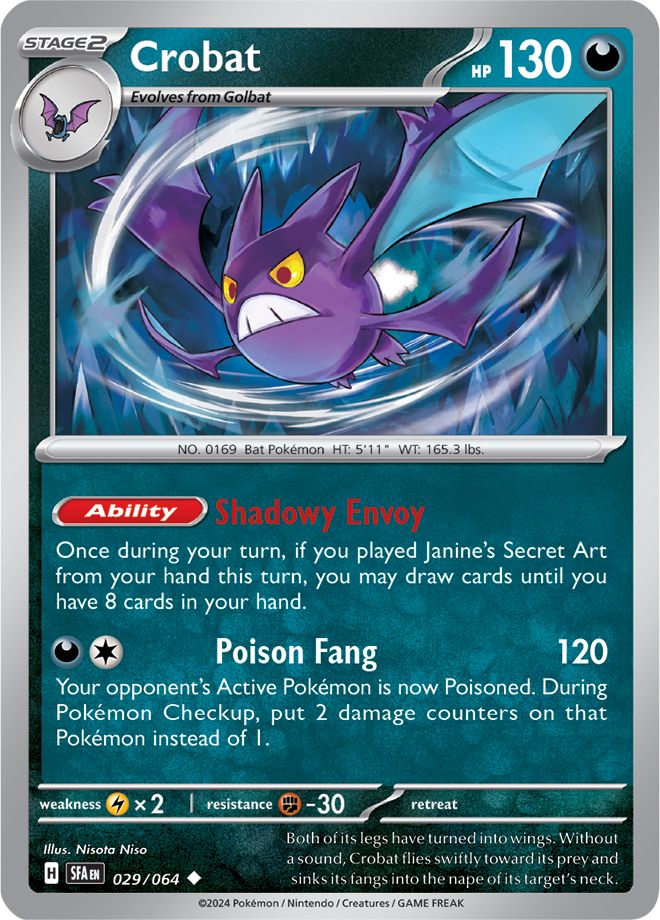 STAGE2
Crobat
HP 130
Evolves from Golbat
NO. 0169 Bat Pokémon HT: 5'11" WT: 165.3 lbs.
Ability Shadowy Envoy
Once during your turn, if you played Janine's Secret Art
from your hand this turn, you may draw cards until you
have 8 cards in your hand.
Poison Fang 120
Your opponent's Active Pokémon is now Poisoned. During
Pokémon Checkup, put 2 damage counters on that
Pokémon instead of 1.
weakness ×2 resistance -30 retreat
Illus. Nisota Niso
H SFA EN 029/064
Both of its legs have turned into wings. Without
a sound, Crobat flies swiftly toward its prey and
sinks its fangs into the nape of its target's neck.
©2024 Pokémon / Nintendo / Creatures / GAME FREAK